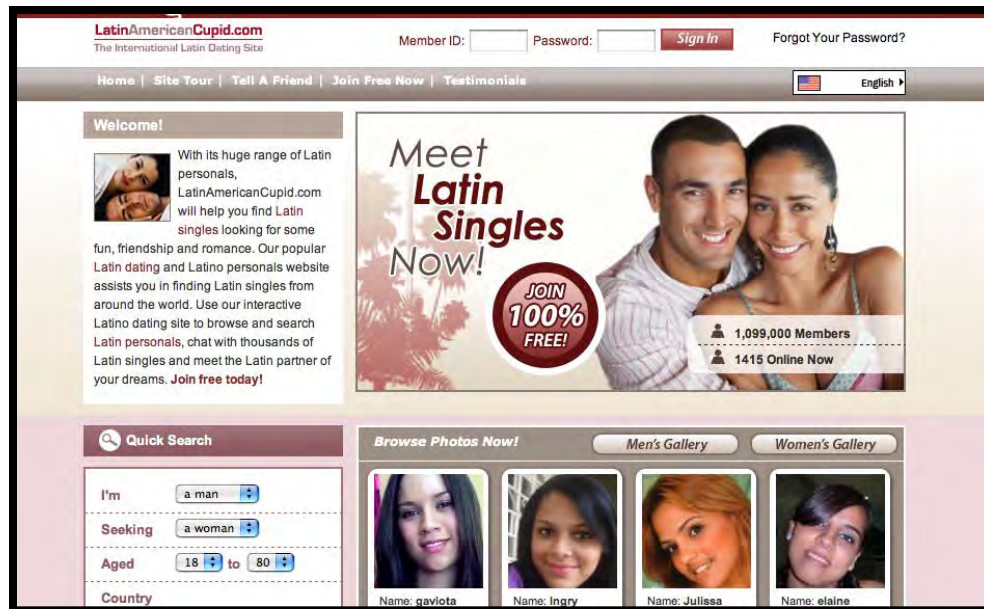 LatinAmericanCupid.com
The International Latin Dating Site
Member ID:
Password:
Sign In
Forgot Your Password?
Home | Site Tour | Tell A Friend | Join Free Now | Testimonials
English
Welcome!
With its huge range of Latin
personals,
LatinAmericanCupid.com
will help you find Latin
singles looking for some
fun, friendship and romance. Our popular
Latin dating and Latino personals website
assists you in finding Latin singles from
around the world. Use our interactive
Latino dating site to browse and search
Latin personals, chat with thousands of
Latin singles and meet the Latin partner of
your dreams. Join free today!
Meet
Latin
Singles
Now!
JOIN
100%
FREE!
1,099,000 Members
1415 Online Now
Quick Search
I'm a man
Seeking a woman
Aged 18 to 80
Country
Browse Photos Now!
Men's Gallery
Women's Gallery
Name: gaviota
Name: Ingry
Name: Julissa
Name: elaine